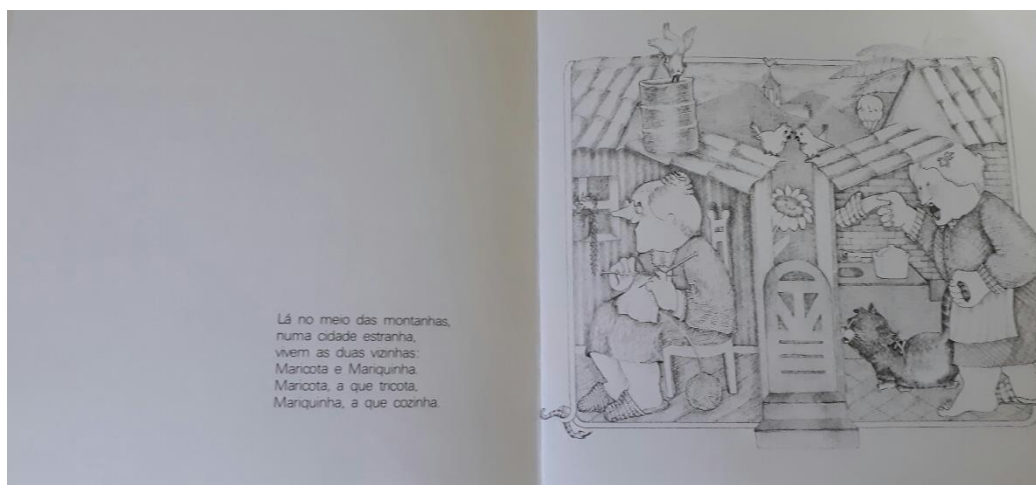 Lá no meio das montanhas,
numa cidade estranha,
vivem as duas vizinhas:
Maricota e Mariquinha.
Maricota, a que tricota,
Mariquinha, a que cozinha.